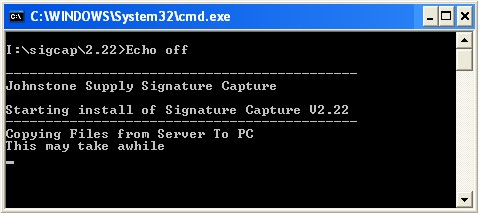 C:\WINDOWS\System32\cmd.exe
I:\sigcap\2.22>Echo off
----------------------------------------
Johnstone Supply Signature Capture
Starting install of Signature Capture V2.22
----------------------------------------
Copying Files from Server To PC
This may take awhile